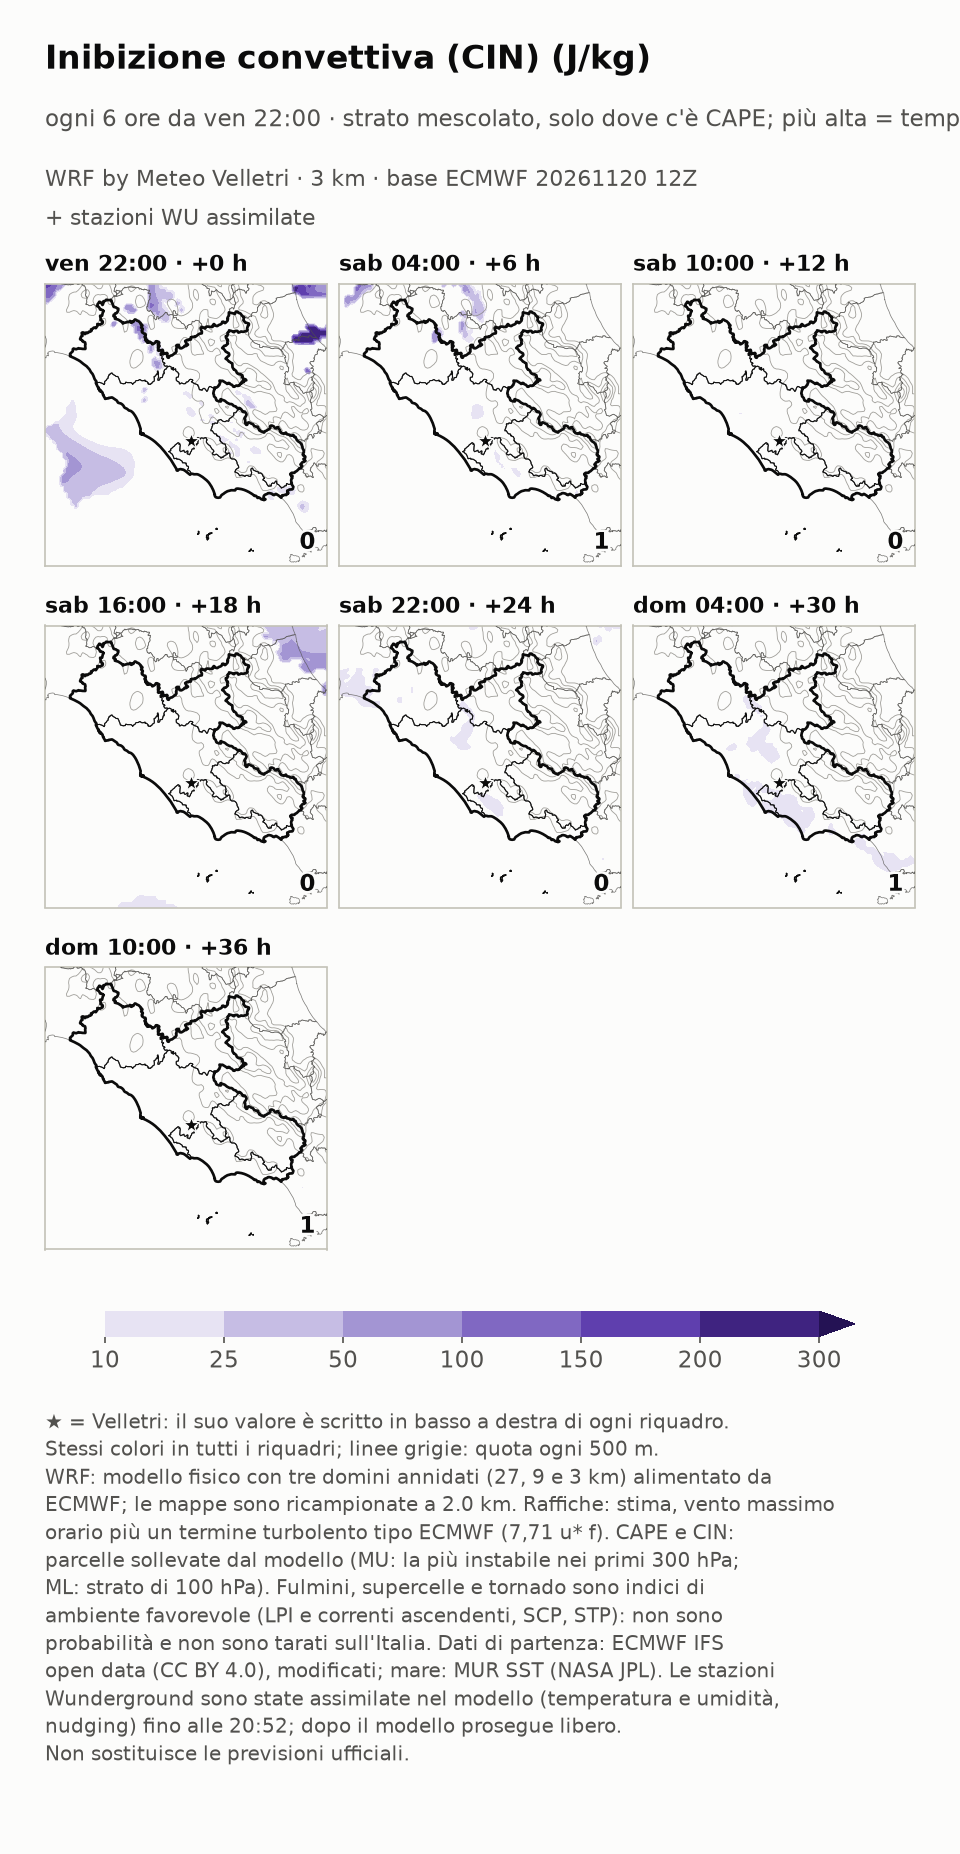 Inibizione convettiva (CIN) (J/kg)
ogni 6 ore da ven 22:00 · strato mescolato, solo dove c'è CAPE; più alta = temp
WRF by Meteo Velletri · 3 km · base ECMWF 20261120 12Z
+ stazioni WU assimilate
ven 22:00 · +0 h
sab 04:00 · +6 h
sab 10:00 · +12 h
0
1
0
sab 16:00 · +18 h
sab 22:00 · +24 h
dom 04:00 · +30 h
0
0
1
dom 10:00 · +36 h
1
10 25 50 100 150 200 300
★ = Velletri: il suo valore è scritto in basso a destra di ogni riquadro.
Stessi colori in tutti i riquadri; linee grigie: quota ogni 500 m.
WRF: modello fisico con tre domini annidati (27, 9 e 3 km) alimentato da
ECMWF; le mappe sono ricampionate a 2.0 km. Raffiche: stima, vento massimo
orario più un termine turbolento tipo ECMWF (7,71 u* f). CAPE e CIN:
parcelle sollevate dal modello (MU: la più instabile nei primi 300 hPa;
ML: strato di 100 hPa). Fulmini, supercelle e tornado sono indici di
ambiente favorevole (LPI e correnti ascendenti, SCP, STP): non sono
probabilità e non sono tarati sull'Italia. Dati di partenza: ECMWF IFS
open data (CC BY 4.0), modificati; mare: MUR SST (NASA JPL). Le stazioni
Wunderground sono state assimilate nel modello (temperatura e umidità,
nudging) fino alle 20:52; dopo il modello prosegue libero.
Non sostituisce le previsioni ufficiali.